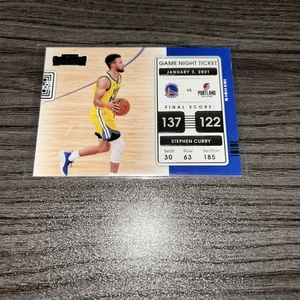 GAME NIGHT TICKET
JANUARY 3, 2021
VS
PORTLAND
FINAL SCORE:
137 122
STEPHEN CURRY
Seat Row Section
30 63 185